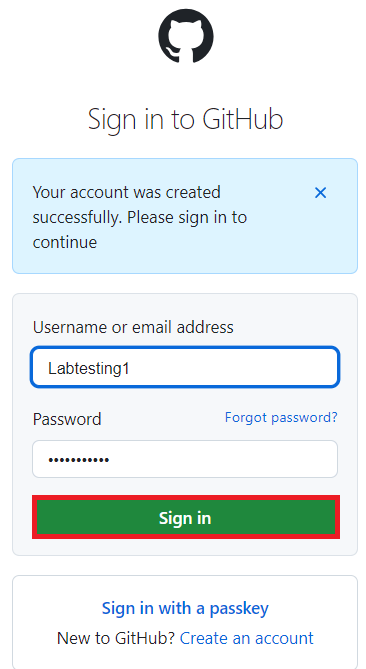 Sign in to GitHub
Your account was created
successfully. Please sign in to
continue
Username or email address
Labtesting1
Password Forgot password?
•••••••••••
Sign in
Sign in with a passkey
New to GitHub? Create an account